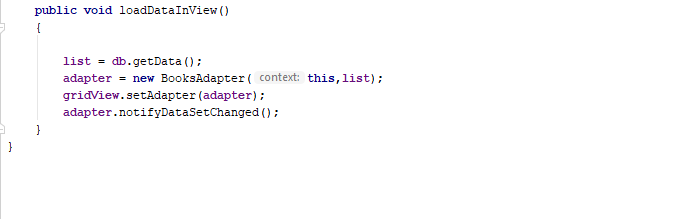 public void loadDataInView()
{
list = db.getData();
adapter = new BooksAdapter( context: this,list);
gridView.setAdapter(adapter);
adapter.notifyDataSetChanged();
}
}